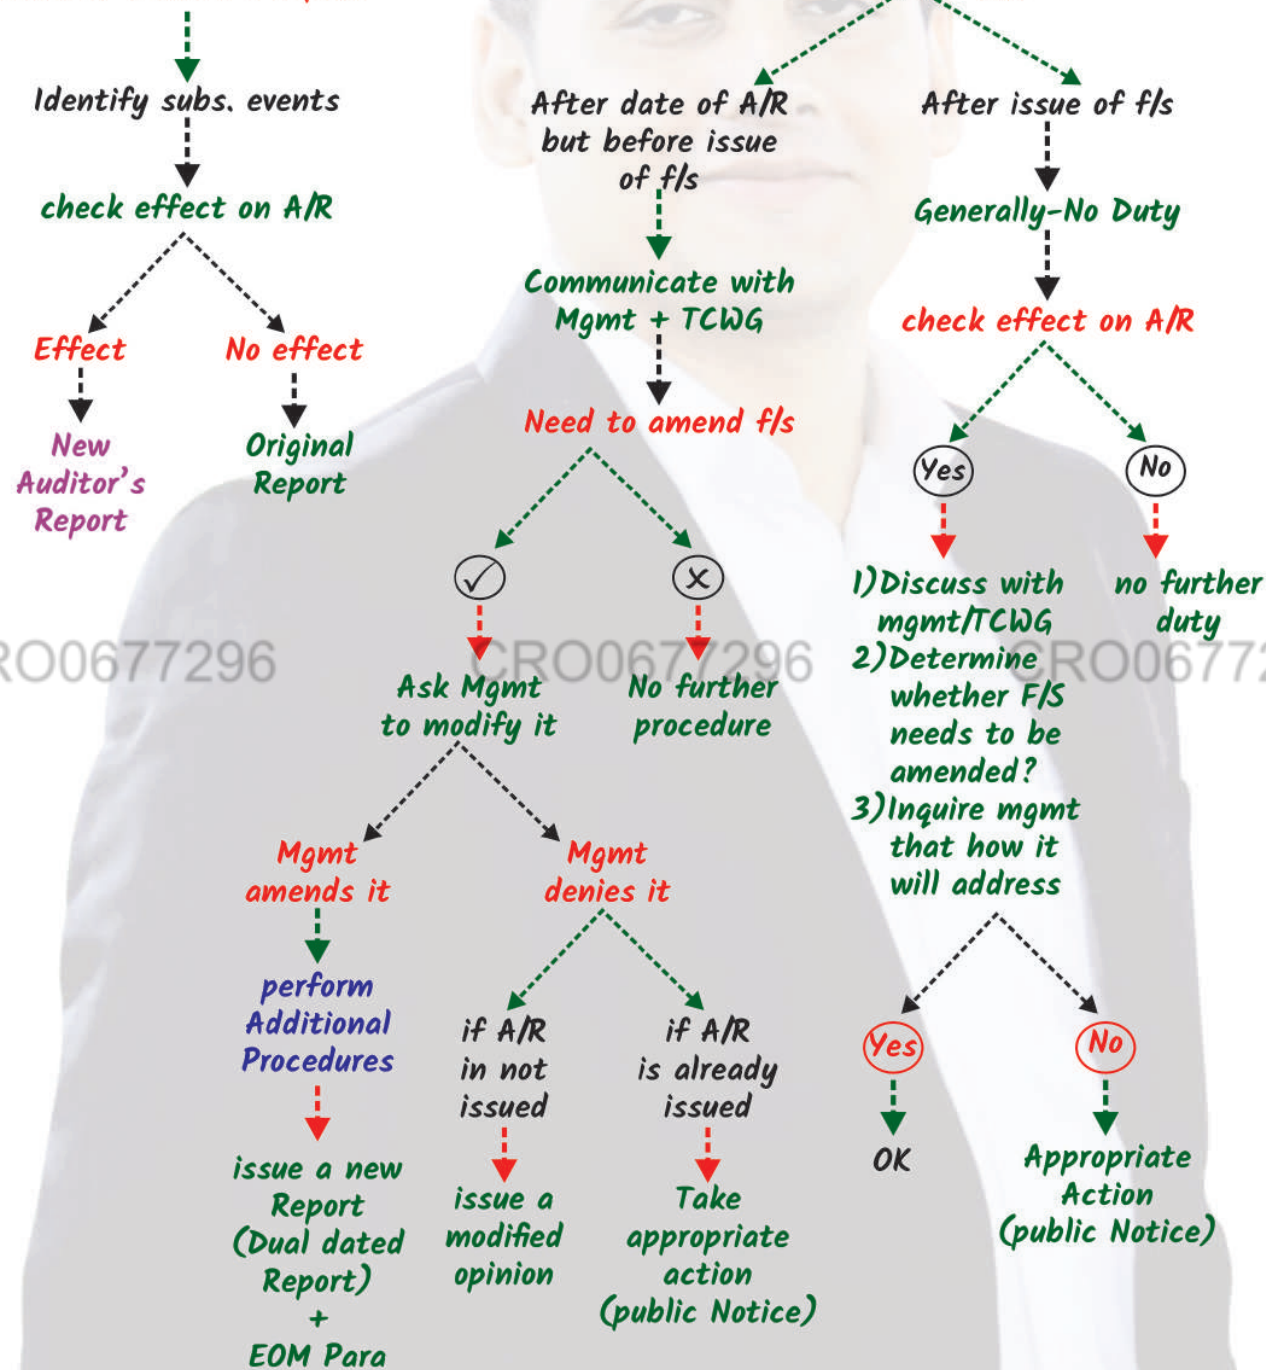 Identify subs. events
check effect on A/R
Effect
No effect
New
Auditor's
Report
Original
Report
After date of A/R
but before issue
of f/s
Communicate with
Mgmt + TCWG
Need to amend f/s
✓
x
Ask Mgmt
to modify it
No further
procedure
Mgmt
amends it
Mgmt
denies it
perform
Additional
Procedures
issue a new
Report
(Dual dated
Report)
+
EOM Para
if A/R
in not
issued
issue a
modified
opinion
if A/R
is already
issued
Take
appropriate
action
(public Notice)
After issue of f/s
Generally-No Duty
check effect on A/R
Yes
No
1)Discuss with
mgmt/TCWG
2)Determine
whether F/S
needs to be
amended?
3)Inquire mgmt
that how it
will address
no further
duty
Yes
No
OK
Appropriate
Action
(public Notice)
RO0677296
CRO0677296
CRO06772